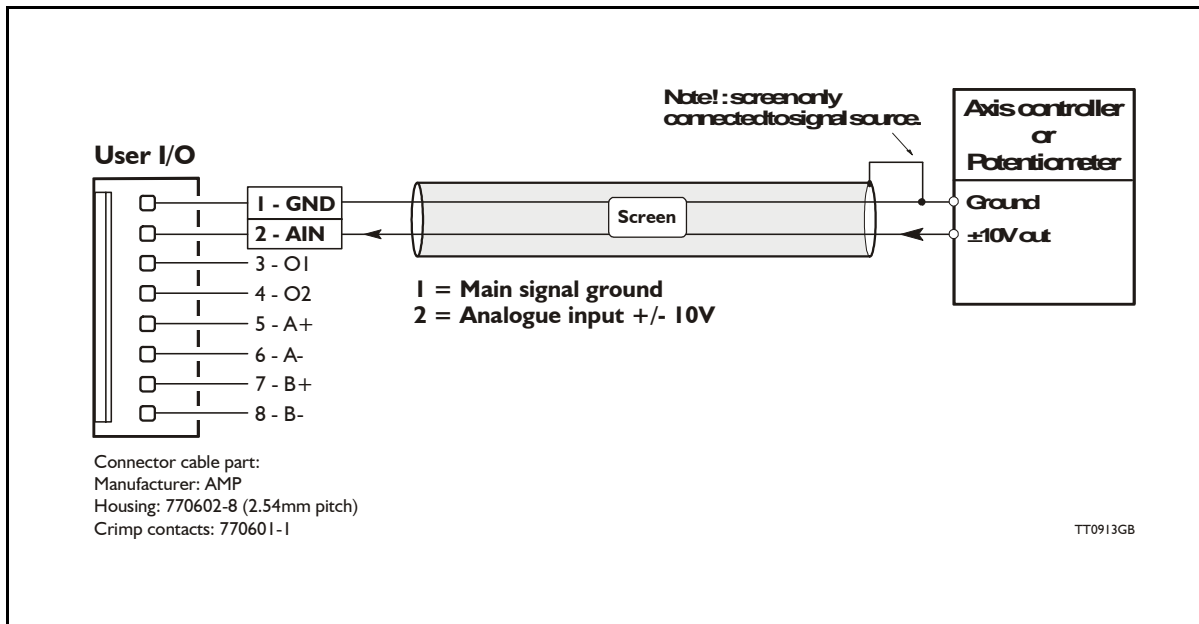 Note! : screen only
connected to signal source.
Axis controller
or
Potentiometer
User I/O
1 - GND
2 - AIN
3 - O1
4 - O2
5 - A+
6 - A-
7 - B+
8 - B-
Screen
Ground
±10V out
1 = Main signal ground
2 = Analogue input +/- 10V
Connector cable part:
Manufacturer: AMP
Housing: 770602-8 (2.54mm pitch)
Crimp contacts: 770601-1
TT0913GB